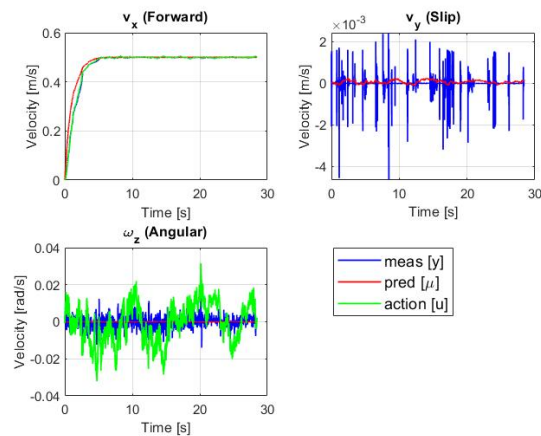 v_x (Forward)
Velocity [m/s]
0.6
0.4
0.2
0
0 10 20 30
Time [s]
v_y (Slip)
×10^-3
Velocity [m/s]
2
0
-2
-4
0 10 20 30
Time [s]
ω_z (Angular)
Velocity [rad/s]
0.04
0.02
0
-0.02
-0.04
0 10 20 30
Time [s]
meas [y]
pred [μ]
action [u]